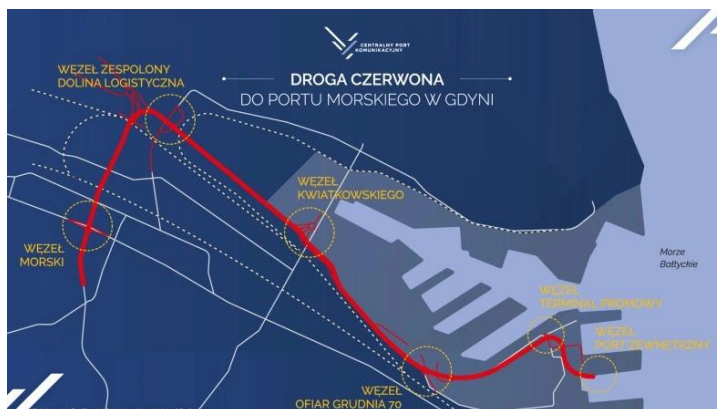 CENTRALNY PORT
KOMUNIKACYJNY
DROGA CZERWONA
DO PORTU MORSKIEGO W GDYNI
WĘZEŁ ZESPOLONY
DOLINA LOGISTYCZNA
WĘZEŁ
KWIATKOWSKIEGO
WĘZEŁ
MORSKI
Morze
Bałtyckie
WĘZEŁ
TERMINAL PROMOWY
WĘZEŁ
PORT ZEWNĘTRZNY
WĘZEŁ
OFIAR GRUDNIA 70